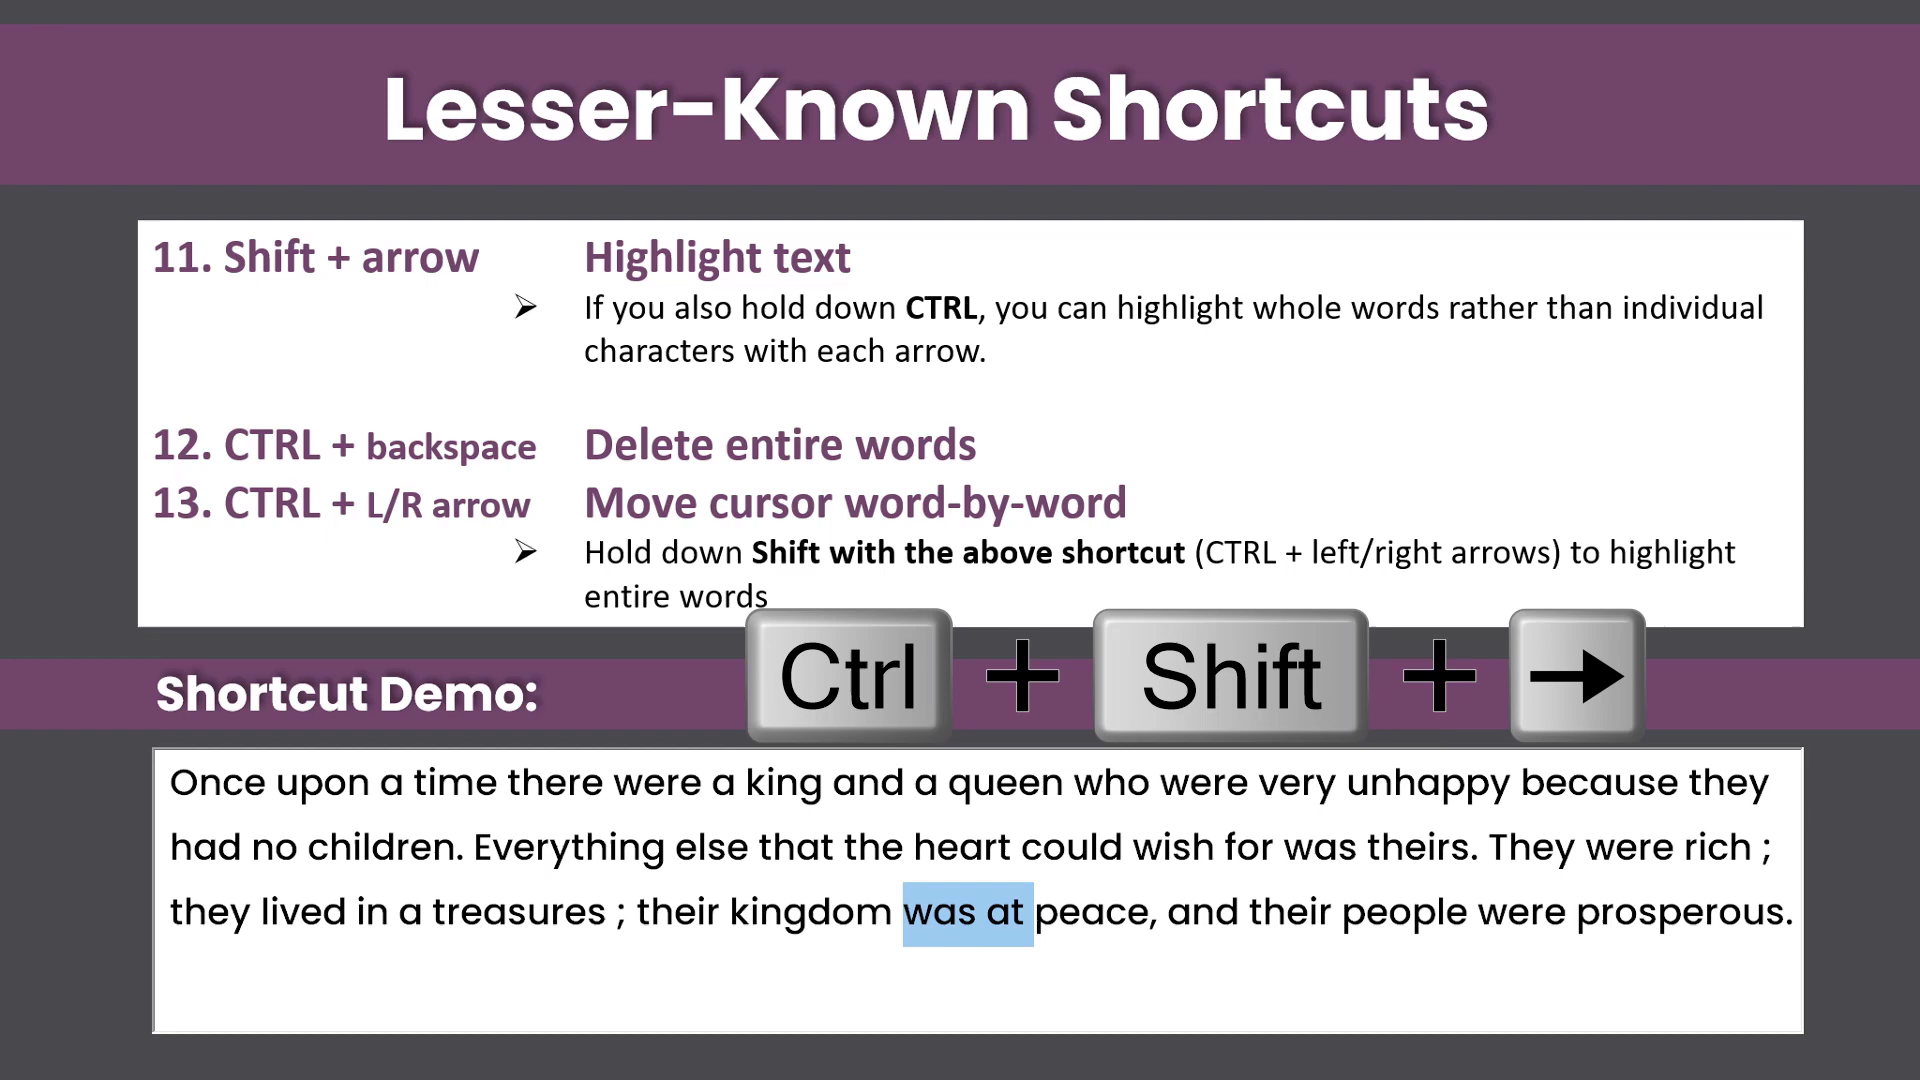 Lesser-Known Shortcuts
11. Shift + arrow Highlight text
➢ If you also hold down CTRL, you can highlight whole words rather than individual
characters with each arrow.
12. CTRL + backspace Delete entire words
13. CTRL + L/R arrow Move cursor word-by-word
➢ Hold down Shift with the above shortcut (CTRL + left/right arrows) to highlight
entire words
Shortcut Demo: Ctrl + Shift + →
Once upon a time there were a king and a queen who were very unhappy because they
had no children. Everything else that the heart could wish for was theirs. They were rich ;
they lived in a treasures ; their kingdom was at peace, and their people were prosperous.